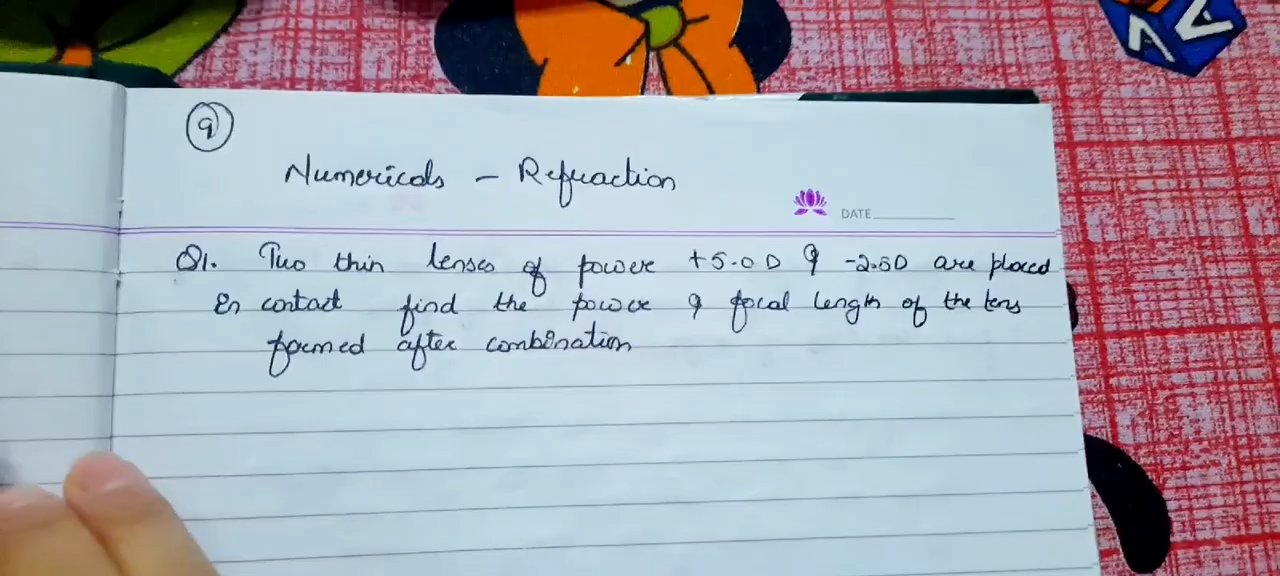 9
Numericals - Refraction
DATE
Q1. Two thin lenses of power +5.0 D & -2.5D are placed
in contact find the power & focal length of the lens
formed after combination